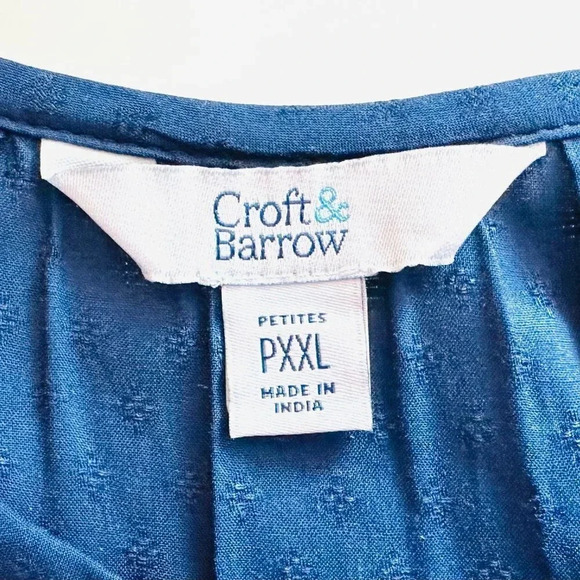 Croft&
Barrow
PETITES
PXXL
MADE IN
INDIA